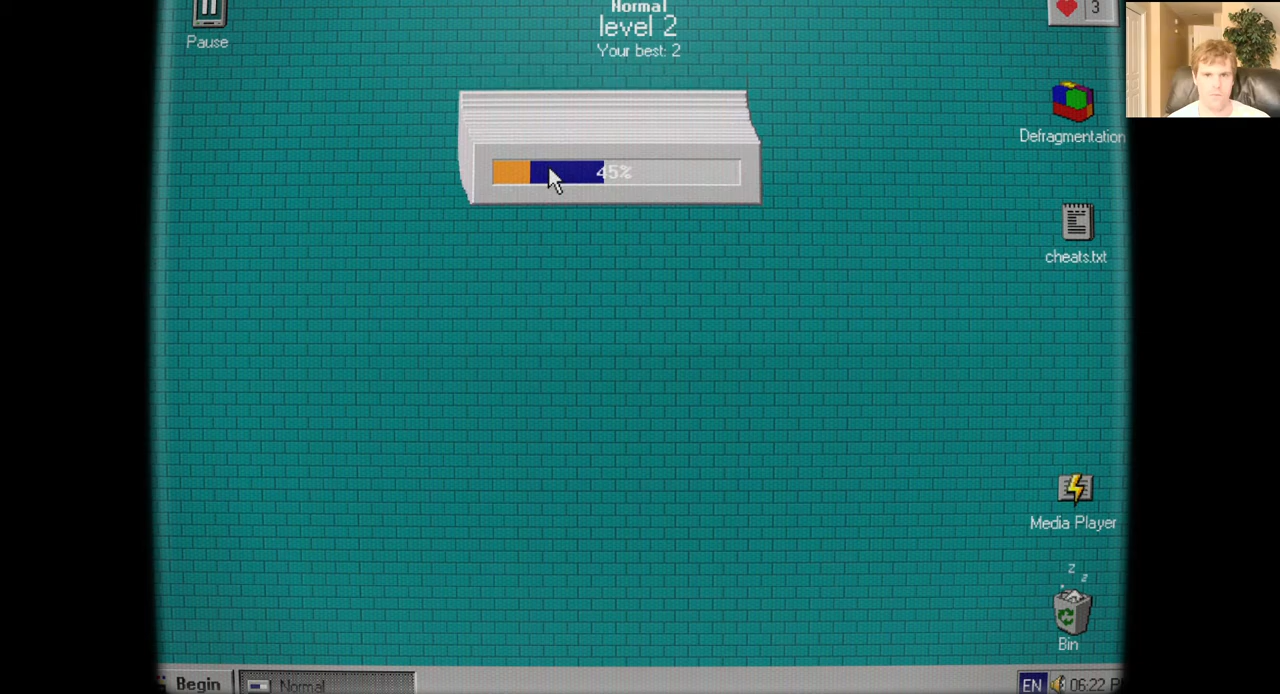 Normal
level 2
Your best: 2
Pause
3
45%
Defragmentation
cheats.txt
Media Player
z
z
Bin
Begin
Normal
EN
06:22